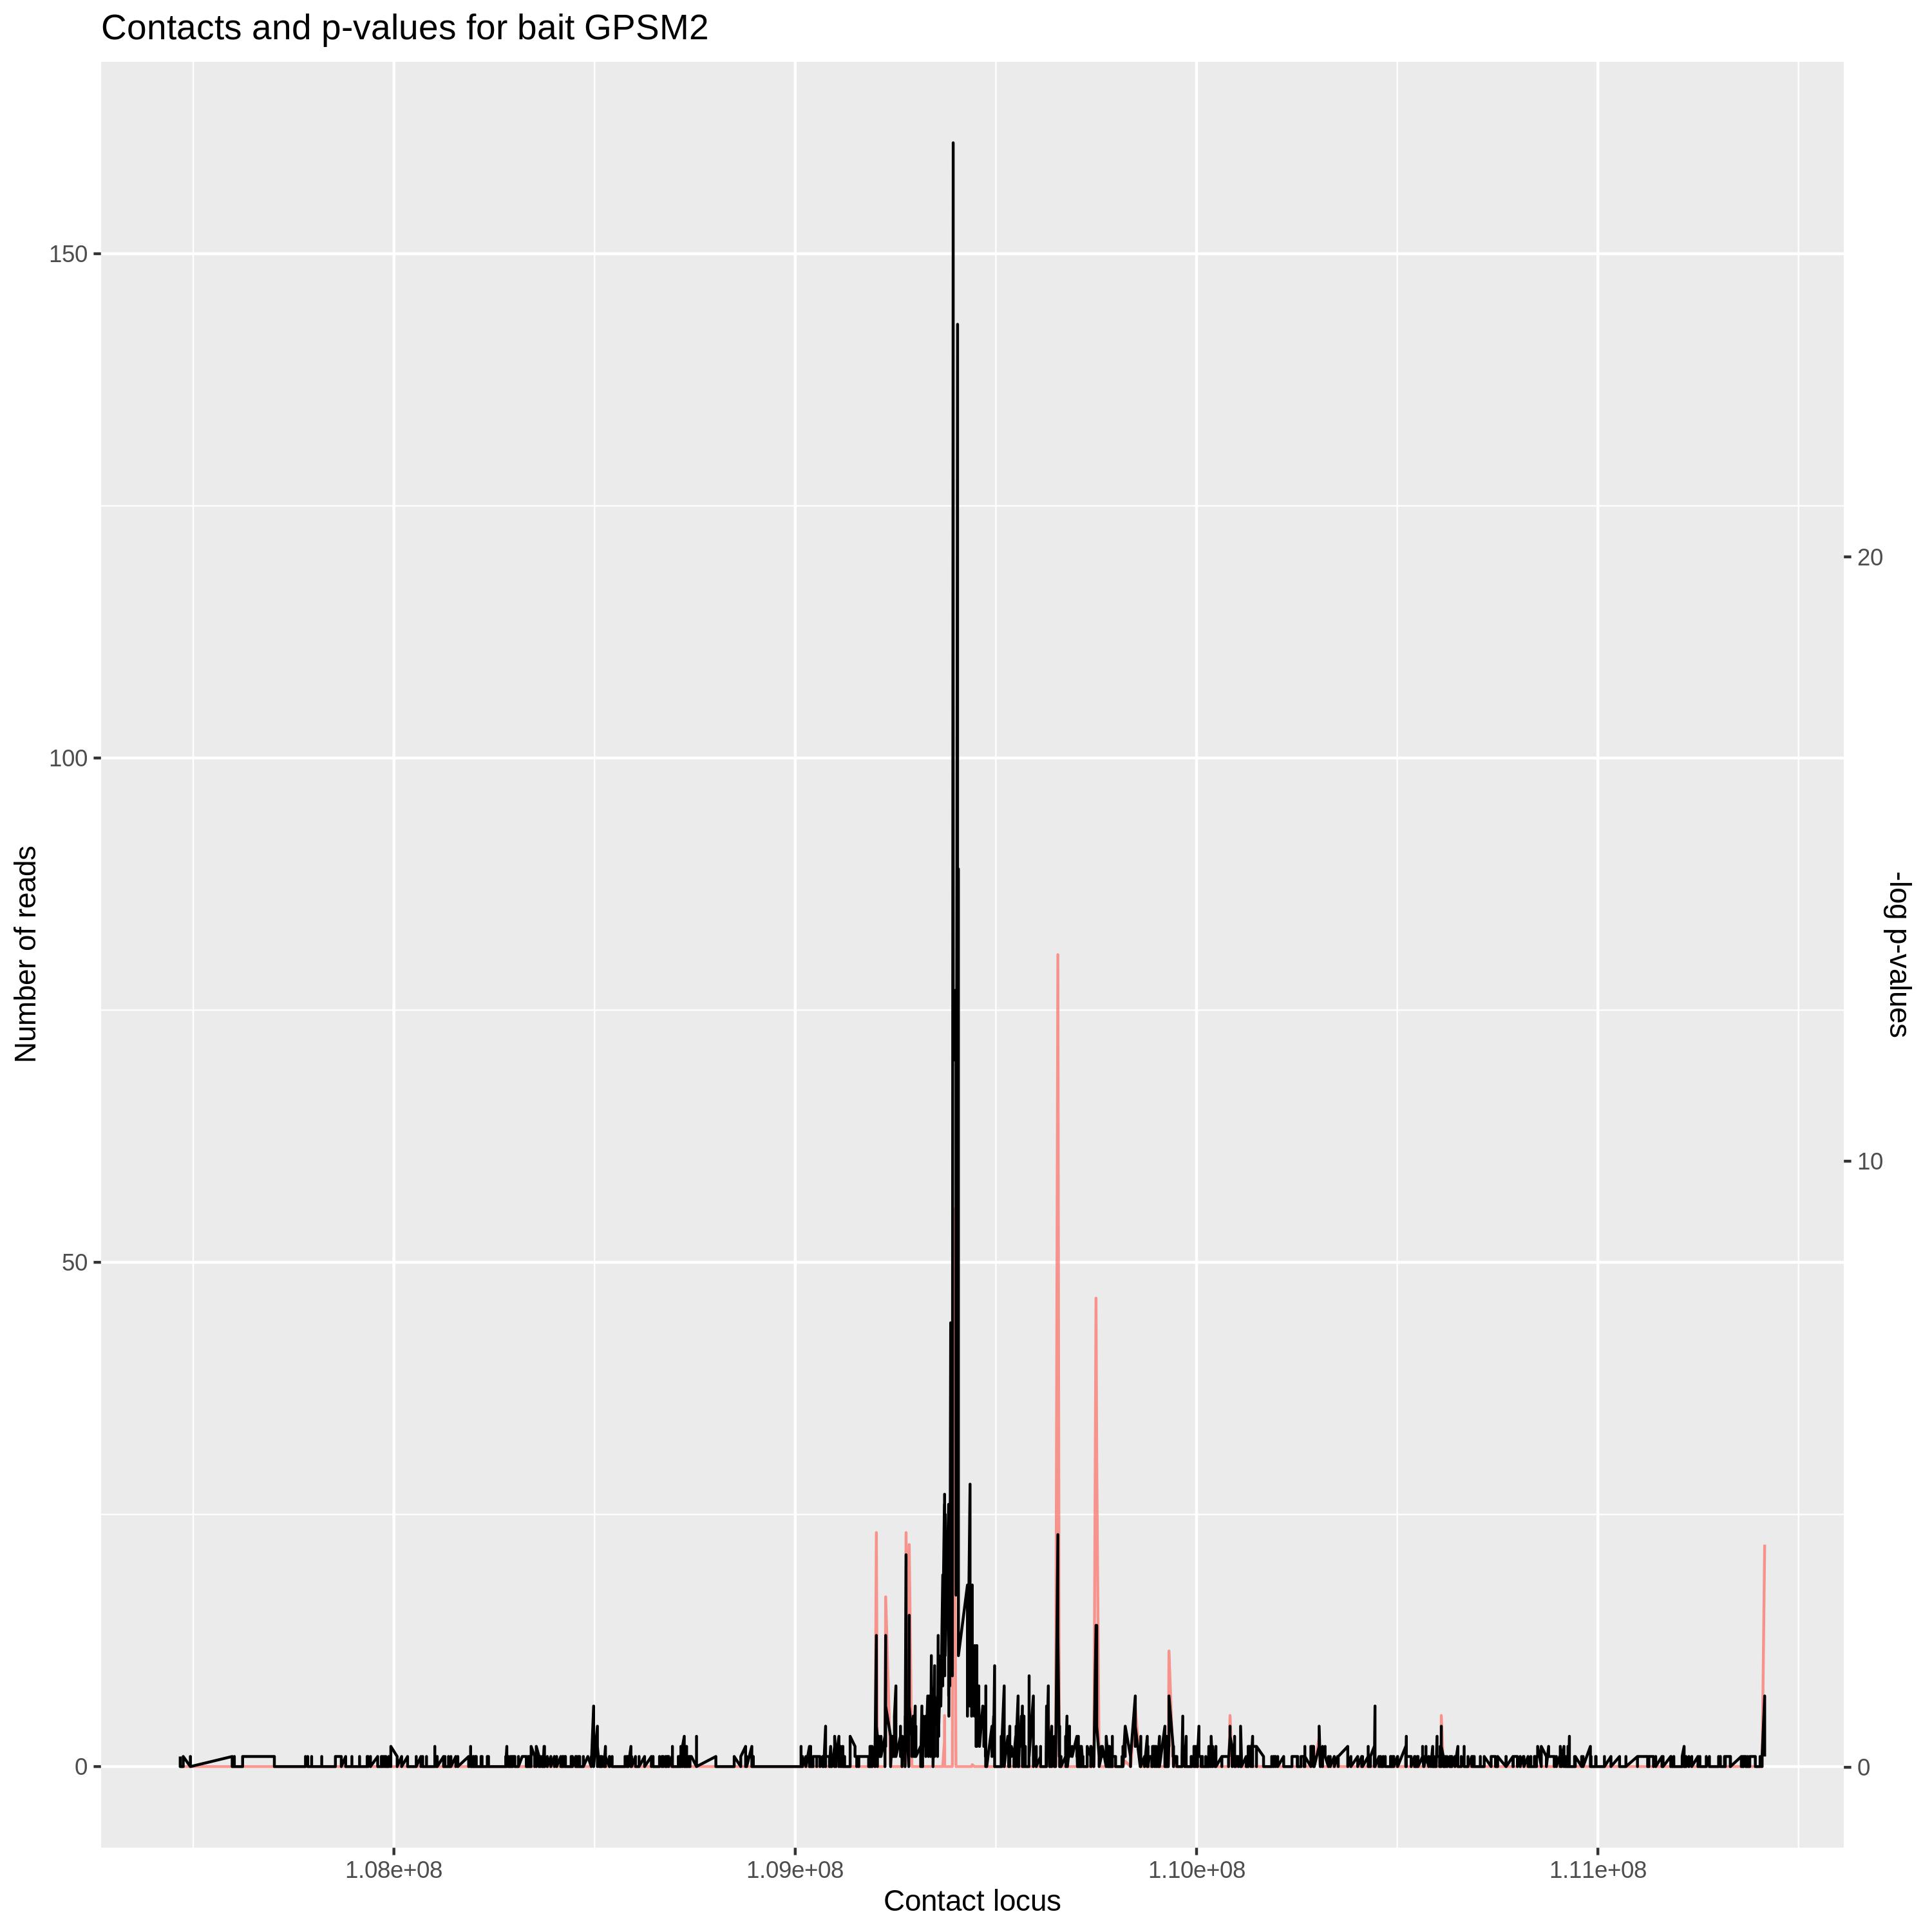 Contacts and p-values for bait GPSM2
150
100
50
0
Number of reads
20
10
0
-log p-values
1.08e+08
1.09e+08
1.10e+08
1.11e+08
Contact locus